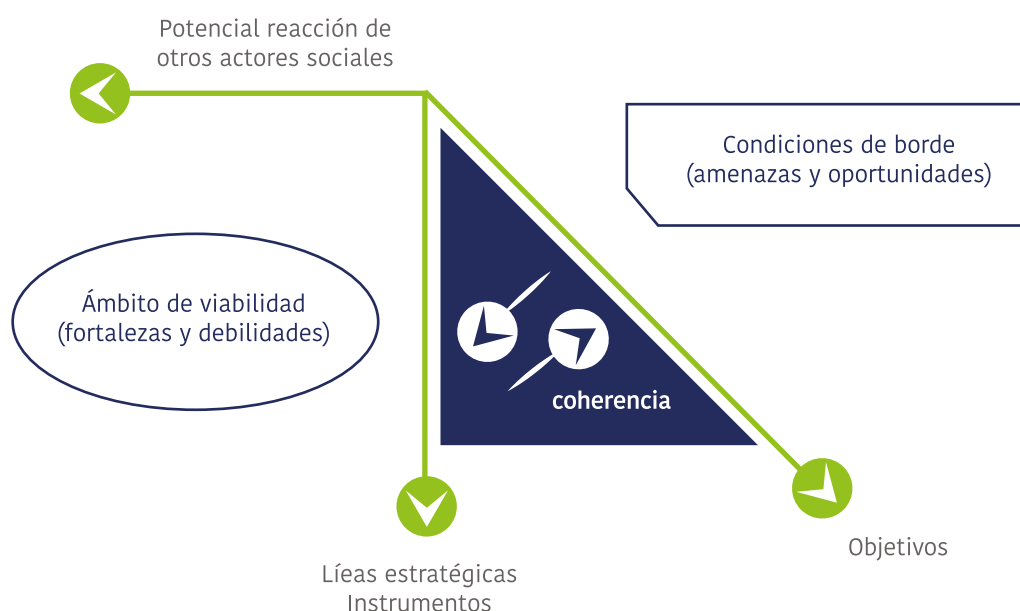 Potencial reacción de
otros actores sociales
Condiciones de borde
(amenazas y oportunidades)
Ámbito de viabilidad
(fortalezas y debilidades)
coherencia
Objetivos
Líeas estratégicas
Instrumentos